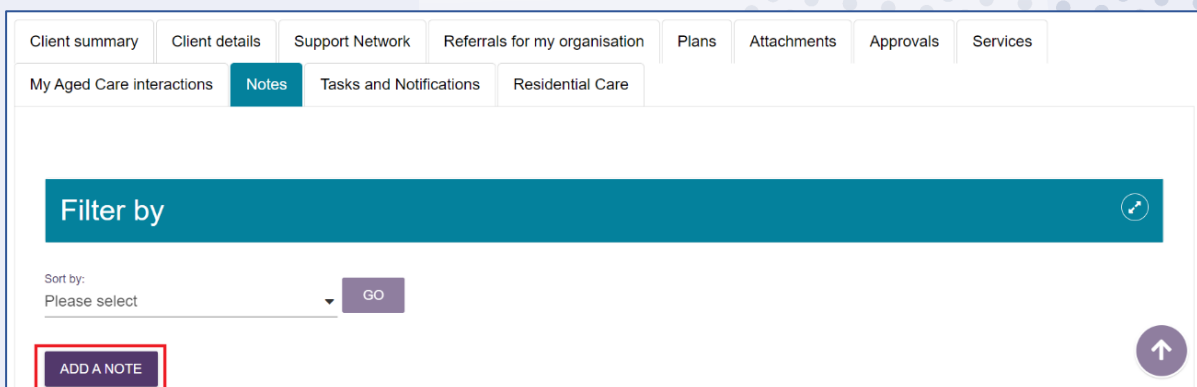 Client summary Client details Support Network Referrals for my organisation Plans Attachments Approvals Services
My Aged Care interactions Notes Tasks and Notifications Residential Care
Filter by
Sort by:
Please select GO
ADD A NOTE